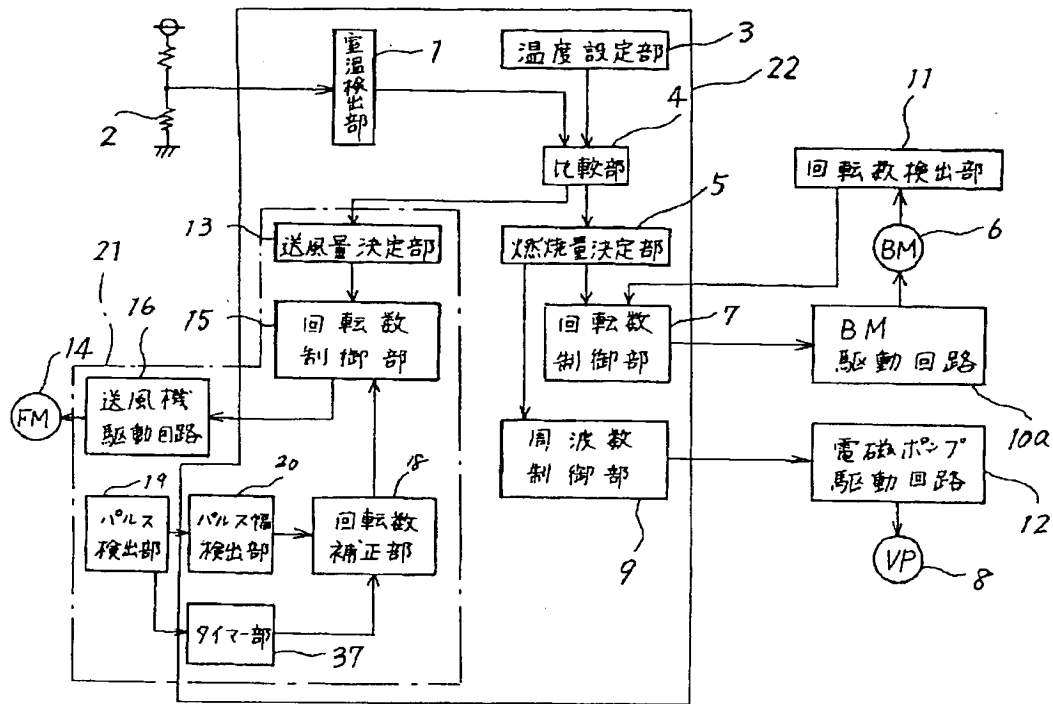 1
室温検出部
2
温度設定部
3
22
4
比較部
11
回転数検出部
5
燃焼量決定部
BM
6
13
送風量決定部
21
16
15
回転数
制御部
回転数
制御部
7
BM
駆動回路
10a
14
FM
送風機
駆動回路
周波数
制御部
9
電磁ポンプ
駆動回路
12
19
パルス
検出部
20
パルス幅
検出部
18
回転数
補正部
VP
8
タイマー部
37